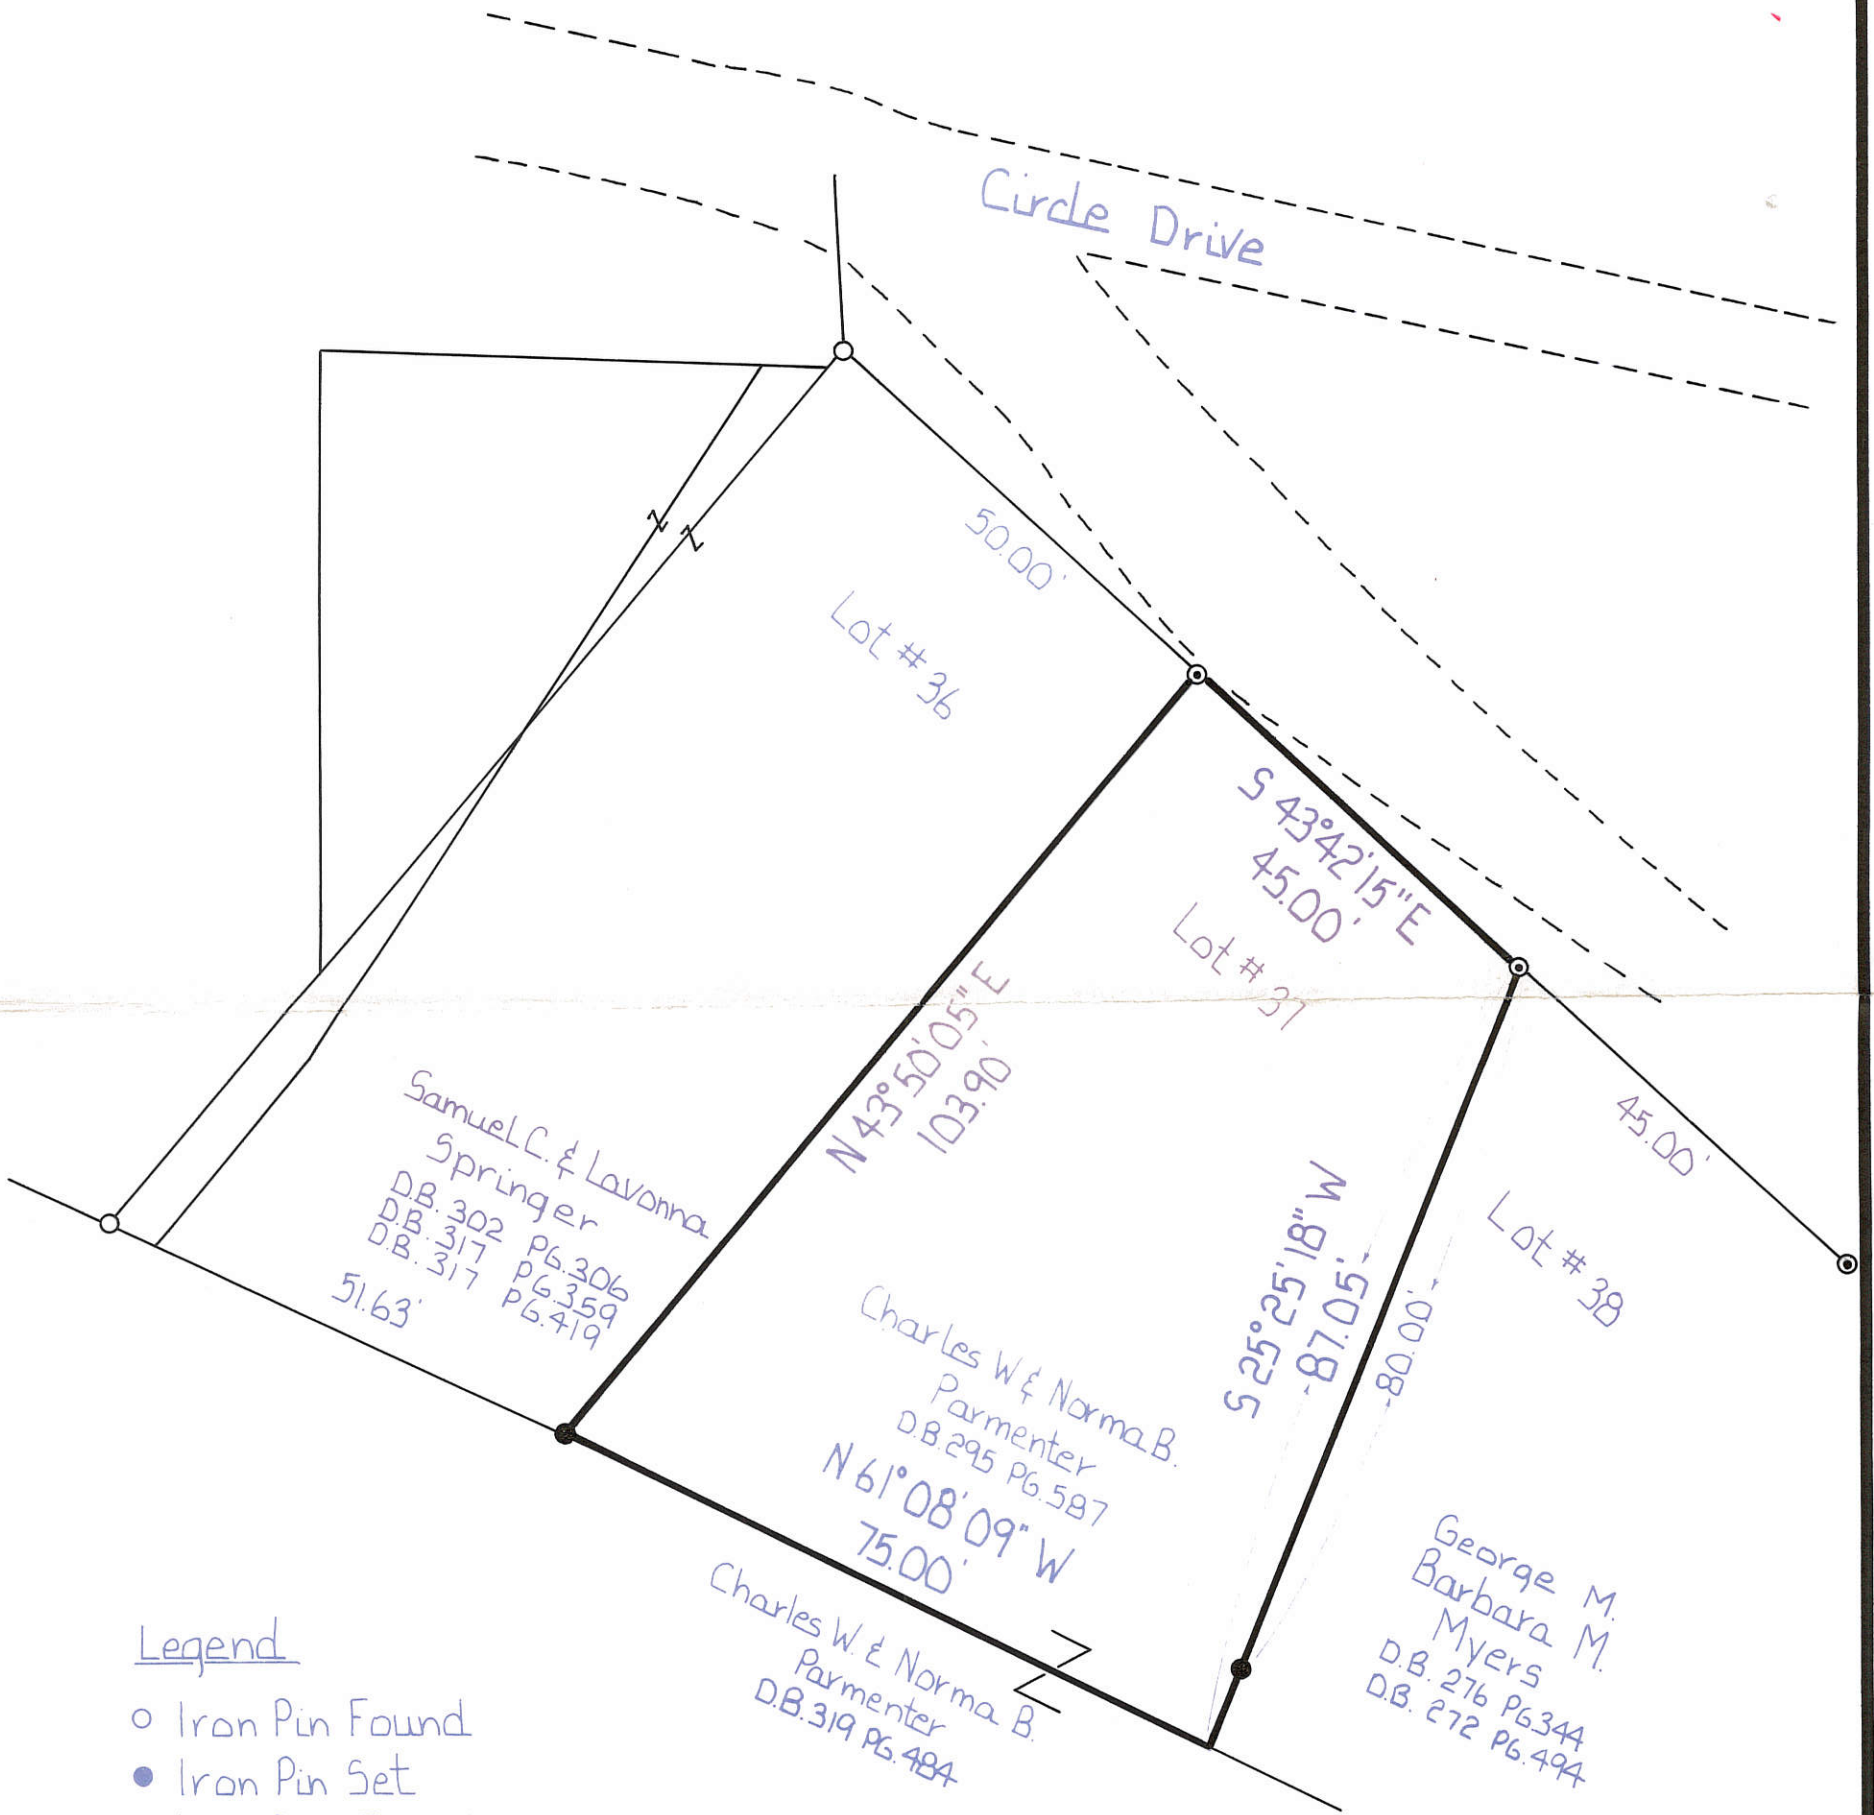 Circle Drive
50.00'
Lot # 36
S 43°42'15" E
45.00'
Lot # 37
N 43°50'05" E
103.90'
45.00'
Samuel C. & Lavonna
Springer
D.B. 302 PG. 306
D.B. 317 PG. 359
D.B. 317 PG. 419
51.63'
S 25°25'18" W
87.05'
80.00'
Lot # 38
Charles W & Norma B.
Parmenter
D.B. 295 PG. 587
N 61°08'09" W
75.00'
Charles W. & Norma B.
Parmenter
D.B. 319 PG. 484
George M.
Barbara M.
Myers
D.B. 276 PG 344
D.B. 272 PG. 494
Legend
Iron Pin Found
Iron Pin Set